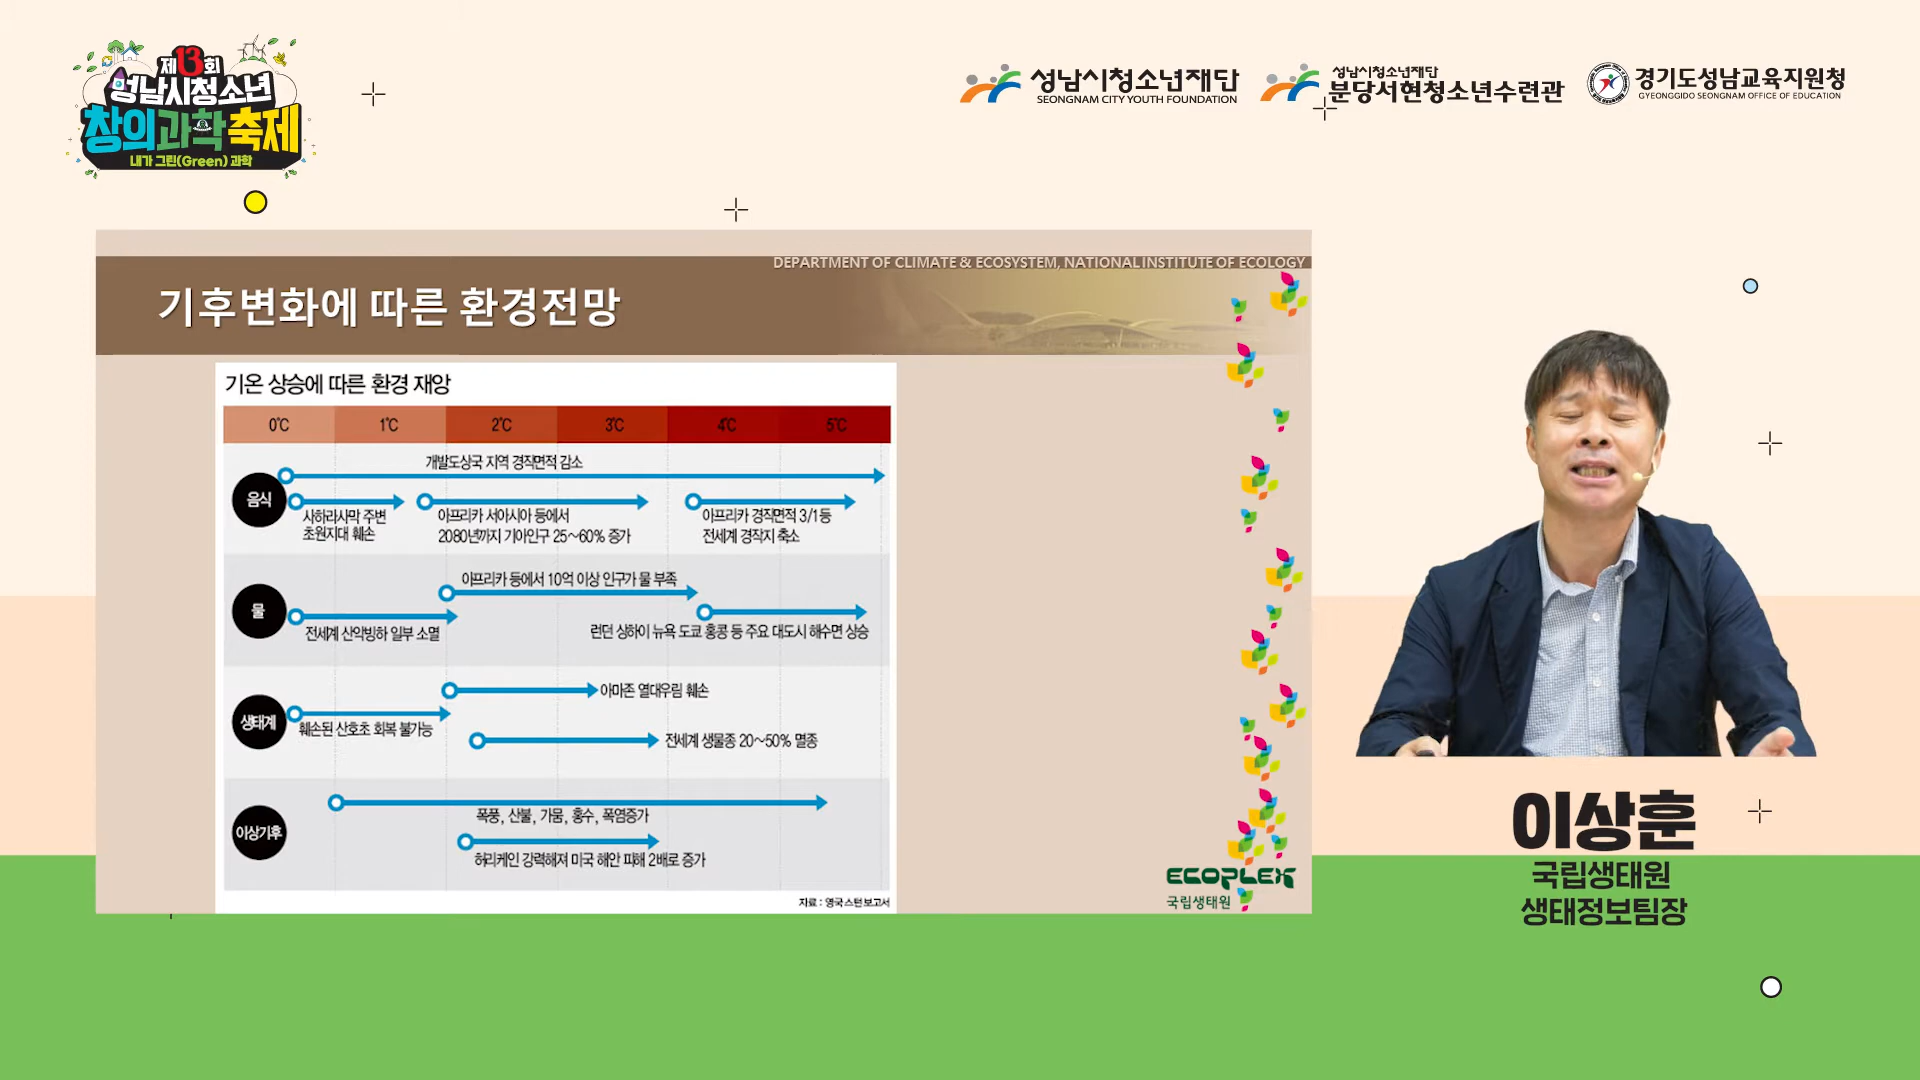 제13회
성남시청소년
창의과학축제
내가 그린(Green) 과학
성남시청소년재단
SEONGNAM CITY YOUTH FOUNDATION
성남시청소년재단
분당서현청소년수련관
경기도성남교육지원청
GYEONGGIDO SEONGNAM OFFICE OF EDUCATION
DEPARTMENT OF CLIMATE & ECOSYSTEM, NATIONAL INSTITUTE OF ECOLOGY
기후변화에 따른 환경전망
기온 상승에 따른 환경 재앙
0℃ 1℃ 2℃ 3℃ 4℃ 5℃
음식
개발도상국 지역 경작면적 감소
사하라사막 주변
초원지대 훼손
아프리카 서아시아 등에서
2080년까지 기아인구 25~60% 증가
아프리카 경작면적 3/1등
전세계 경작지 축소
물
아프리카 등에서 10억 이상 인구가 물 부족
전세계 산악빙하 일부 소멸
런던 상하이 뉴욕 도쿄 홍콩 등 주요 대도시 해수면 상승
생태계
아마존 열대우림 훼손
훼손된 산호초 회복 불가능
전세계 생물종 20~50% 멸종
이상기후
폭풍, 산불, 가뭄, 홍수, 폭염증가
허리케인 강력해져 미국 해안 피해 2배로 증가
자료 : 영국 스턴 보고서
ECOPLEX
국립생태원
이상훈
국립생태원
생태정보팀장